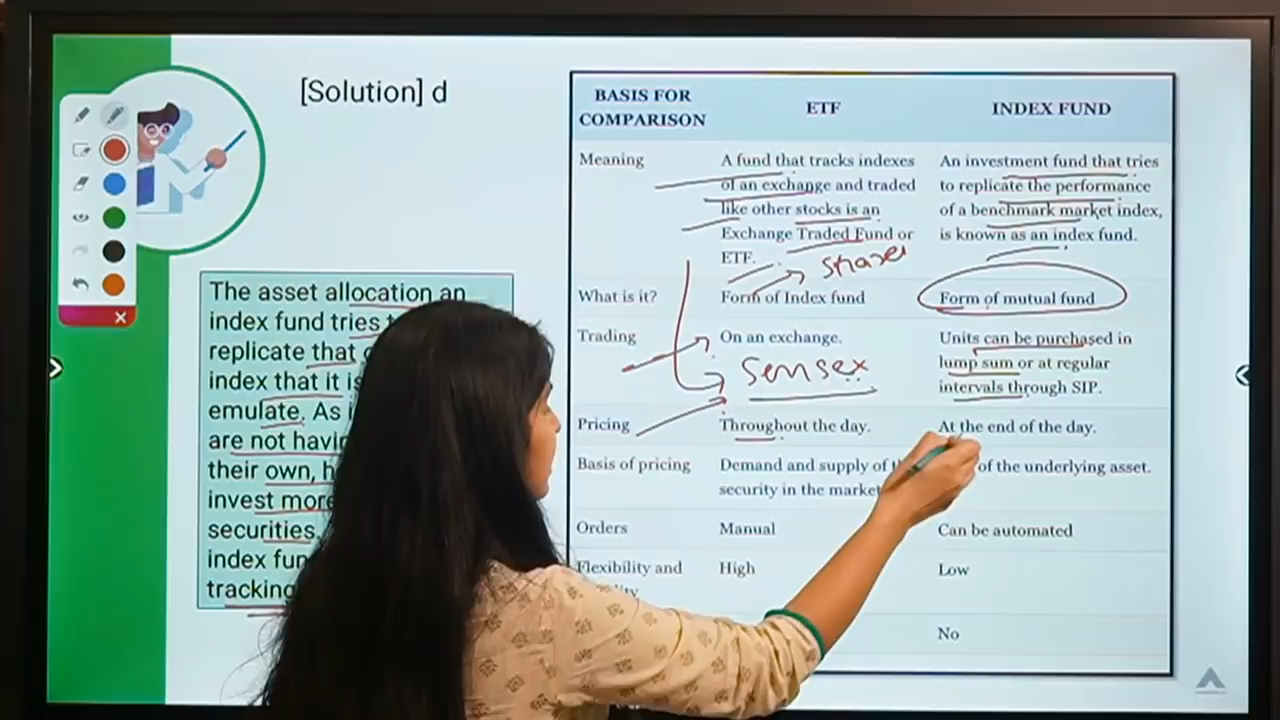 [Solution] d
BASIS FOR COMPARISON ETF INDEX FUND
Meaning
A fund that tracks indexes
of an exchange and traded
like other stocks is an
Exchange Traded Fund or
ETF.
An investment fund that tries
to replicate the performance
of a benchmark market index,
is known as an index fund.
shares
What is it? Form of Index fund Form of mutual fund
Trading On an exchange.
Units can be purchased in
lump sum or at regular
intervals through SIP.
Sensex
Pricing Throughout the day. At the end of the day.
Basis of pricing
Demand and supply of
security in the market
of the underlying asset.
Orders Manual Can be automated
Flexibility and
High Low
No
The asset allocation an
index fund tries
replicate that
index that it is
emulate. As
are not having
their own,
invest more
securities.
index fun
tracking